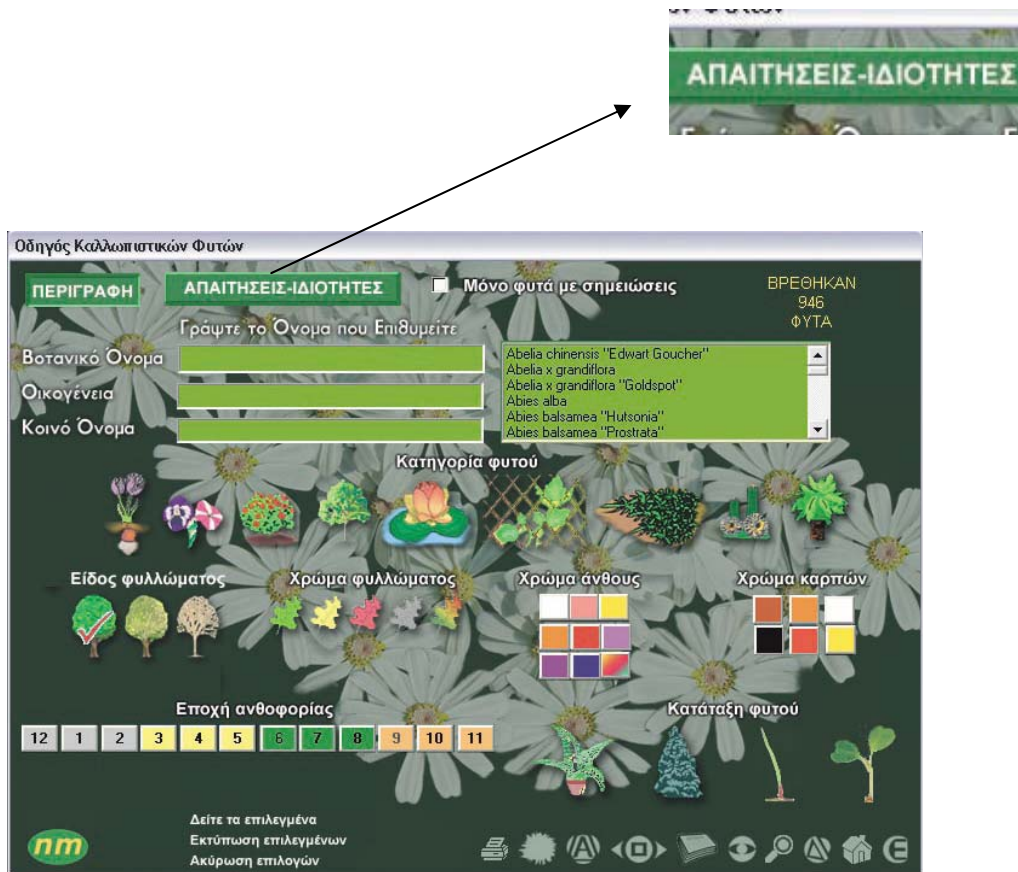 ΑΠΑΙΤΗΣΕΙΣ-ΙΔΙΟΤΗΤΕΣ
Οδηγός Καλλωπιστικών Φυτών
ΠΕΡΙΓΡΑΦΗ ΑΠΑΙΤΗΣΕΙΣ-ΙΔΙΟΤΗΤΕΣ Μόνο φυτά με σημειώσεις
ΒΡΕΘΗΚΑΝ
946
ΦΥΤΑ
Γράψτε το Όνομα που Επιθυμείτε
Βοτανικό Όνομα
Οικογένεια
Κοινό Όνομα
Abelia chinensis "Edwart Goucher"
Abelia x grandiflora
Abelia x grandiflora "Goldspot"
Abies alba
Abies balsamea "Hutsonia"
Abies balsamea "Prostrata"
Κατηγορία φυτού
Είδος φυλλώματος Χρώμα φυλλώματος Χρώμα άνθους Χρώμα καρπών
Εποχή ανθοφορίας Κατάταξη φυτού
12 1 2 3 4 5 6 7 8 9 10 11
Δείτε τα επιλεγμένα
Εκτύπωση επιλεγμένων
Ακύρωση επιλογών
nm